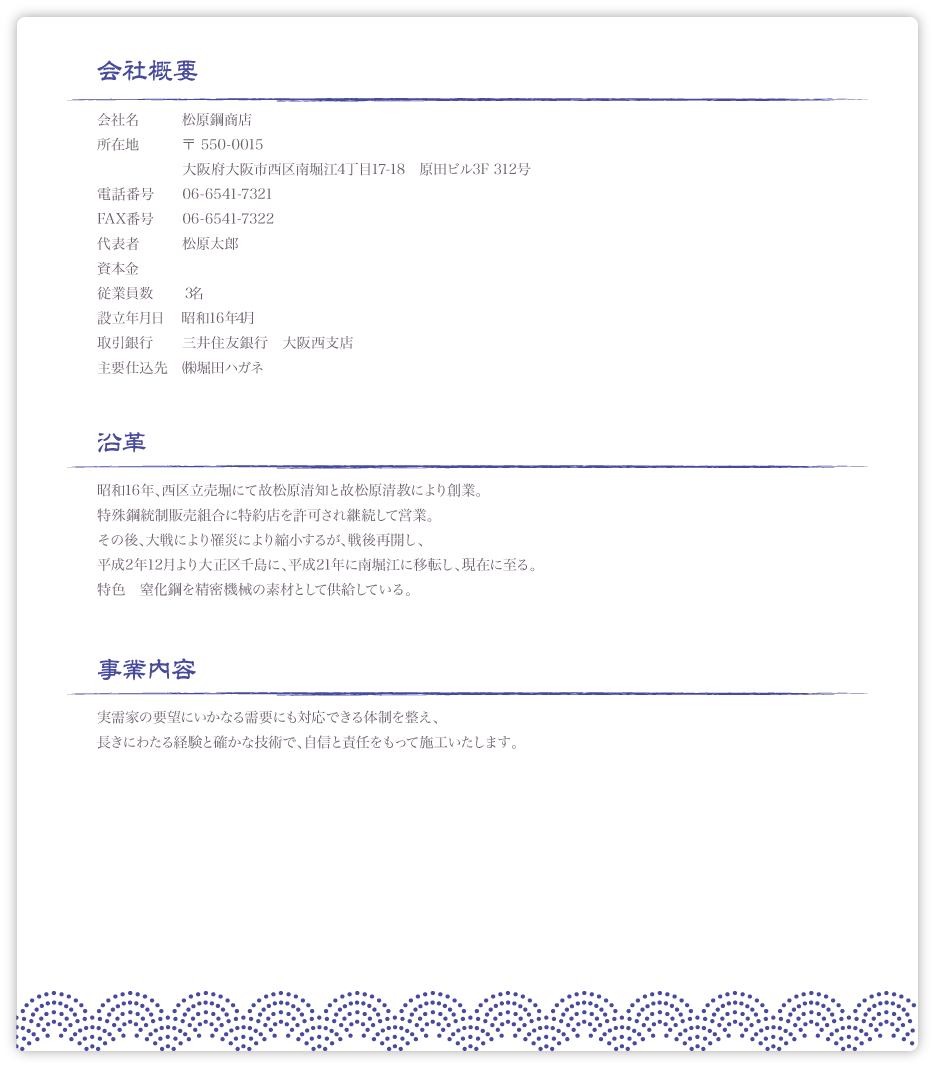 会社概要
会社名 松原鋼商店
所在地 〒 550-0015
大阪府大阪市西区南堀江4丁目17-18 原田ビル3F 312号
電話番号 06-6541-7321
FAX番号 06-6541-7322
代表者 松原太郎
資本金
従業員数 3名
設立年月日 昭和16年4月
取引銀行 三井住友銀行 大阪西支店
主要仕込先 ㈱堀田ハガネ
沿革
昭和16年、西区立売堀にて故松原清知と故松原清教により創業。
特殊鋼統制販売組合に特約店を許可され継続して営業。
その後、大戦により罹災により縮小するが、戦後再開し、
平成2年12月より大正区千島に、平成21年に南堀江に移転し、現在に至る。
特色 窒化鋼を精密機械の素材として供給している。
事業内容
実需家の要望にいかなる需要にも対応できる体制を整え、
長きにわたる経験と確かな技術で、自信と責任をもって施工いたします。